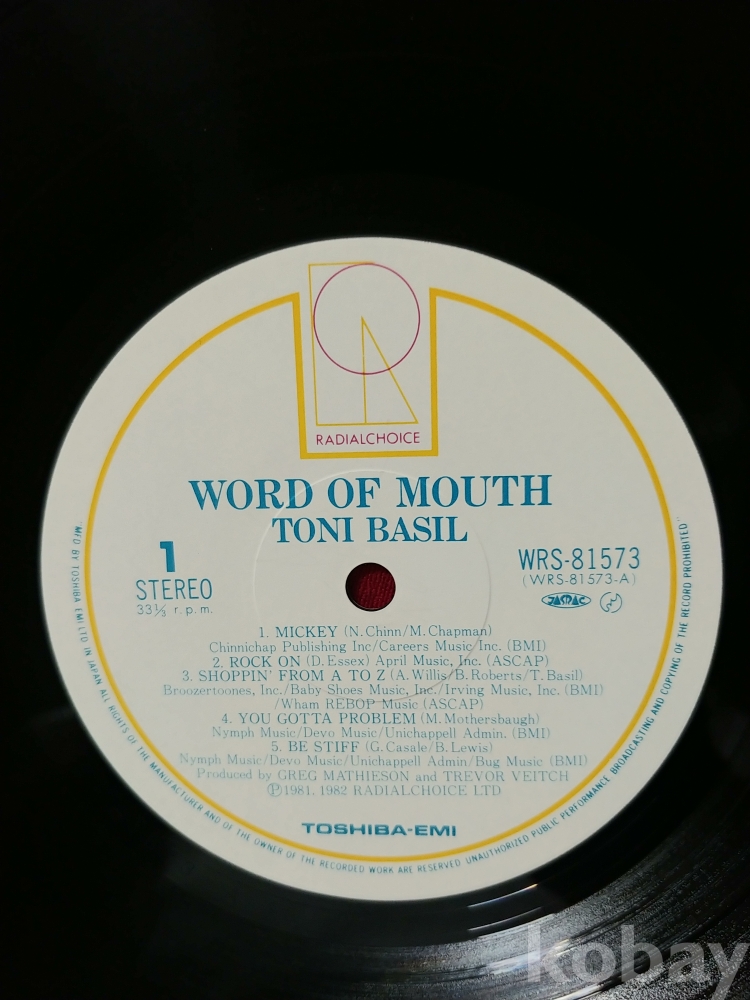 RADIALCHOICE
WORD OF MOUTH
TONI BASIL
1
STEREO
33⅓ r.p.m.
WRS-81573
(WRS-81573-A)
JASRAC
1. MICKEY (N. Chinn/M. Chapman)
Chinnichap Publishing Inc/Careers Music Inc. (BMI)
2. ROCK ON (D. Essex) April Music, Inc. (ASCAP)
3. SHOPPIN' FROM A TO Z (A. Willis/B. Roberts/T. Basil)
Broozertoones, Inc./Baby Shoes Music, Inc./Irving Music, Inc. (BMI)
/Wham REBOP Music (ASCAP)
4. YOU GOTTA PROBLEM (M. Mothersbaugh)
Nymph Music/Devo Music/Unichappell Admin. (BMI)
5. BE STIFF (G. Casale/B. Lewis)
Nymph Music/Devo Music/Unichappell Admin/Bug Music (BMI)
Produced by GREG MATHIESON and TREVOR VEITCH
Ⓟ1981, 1982 RADIALCHOICE LTD
TOSHIBA-EMI
"MFD BY TOSHIBA EMI LTD IN JAPAN ALL RIGHTS OF THE MANUFACTURER AND OF THE OWNER OF THE RECORDED WORK ARE RESERVED UNAUTHORIZED PUBLIC PERFORMANCE BROADCASTING AND COPYING OF THE RECORD PROHIBITED"
kobay